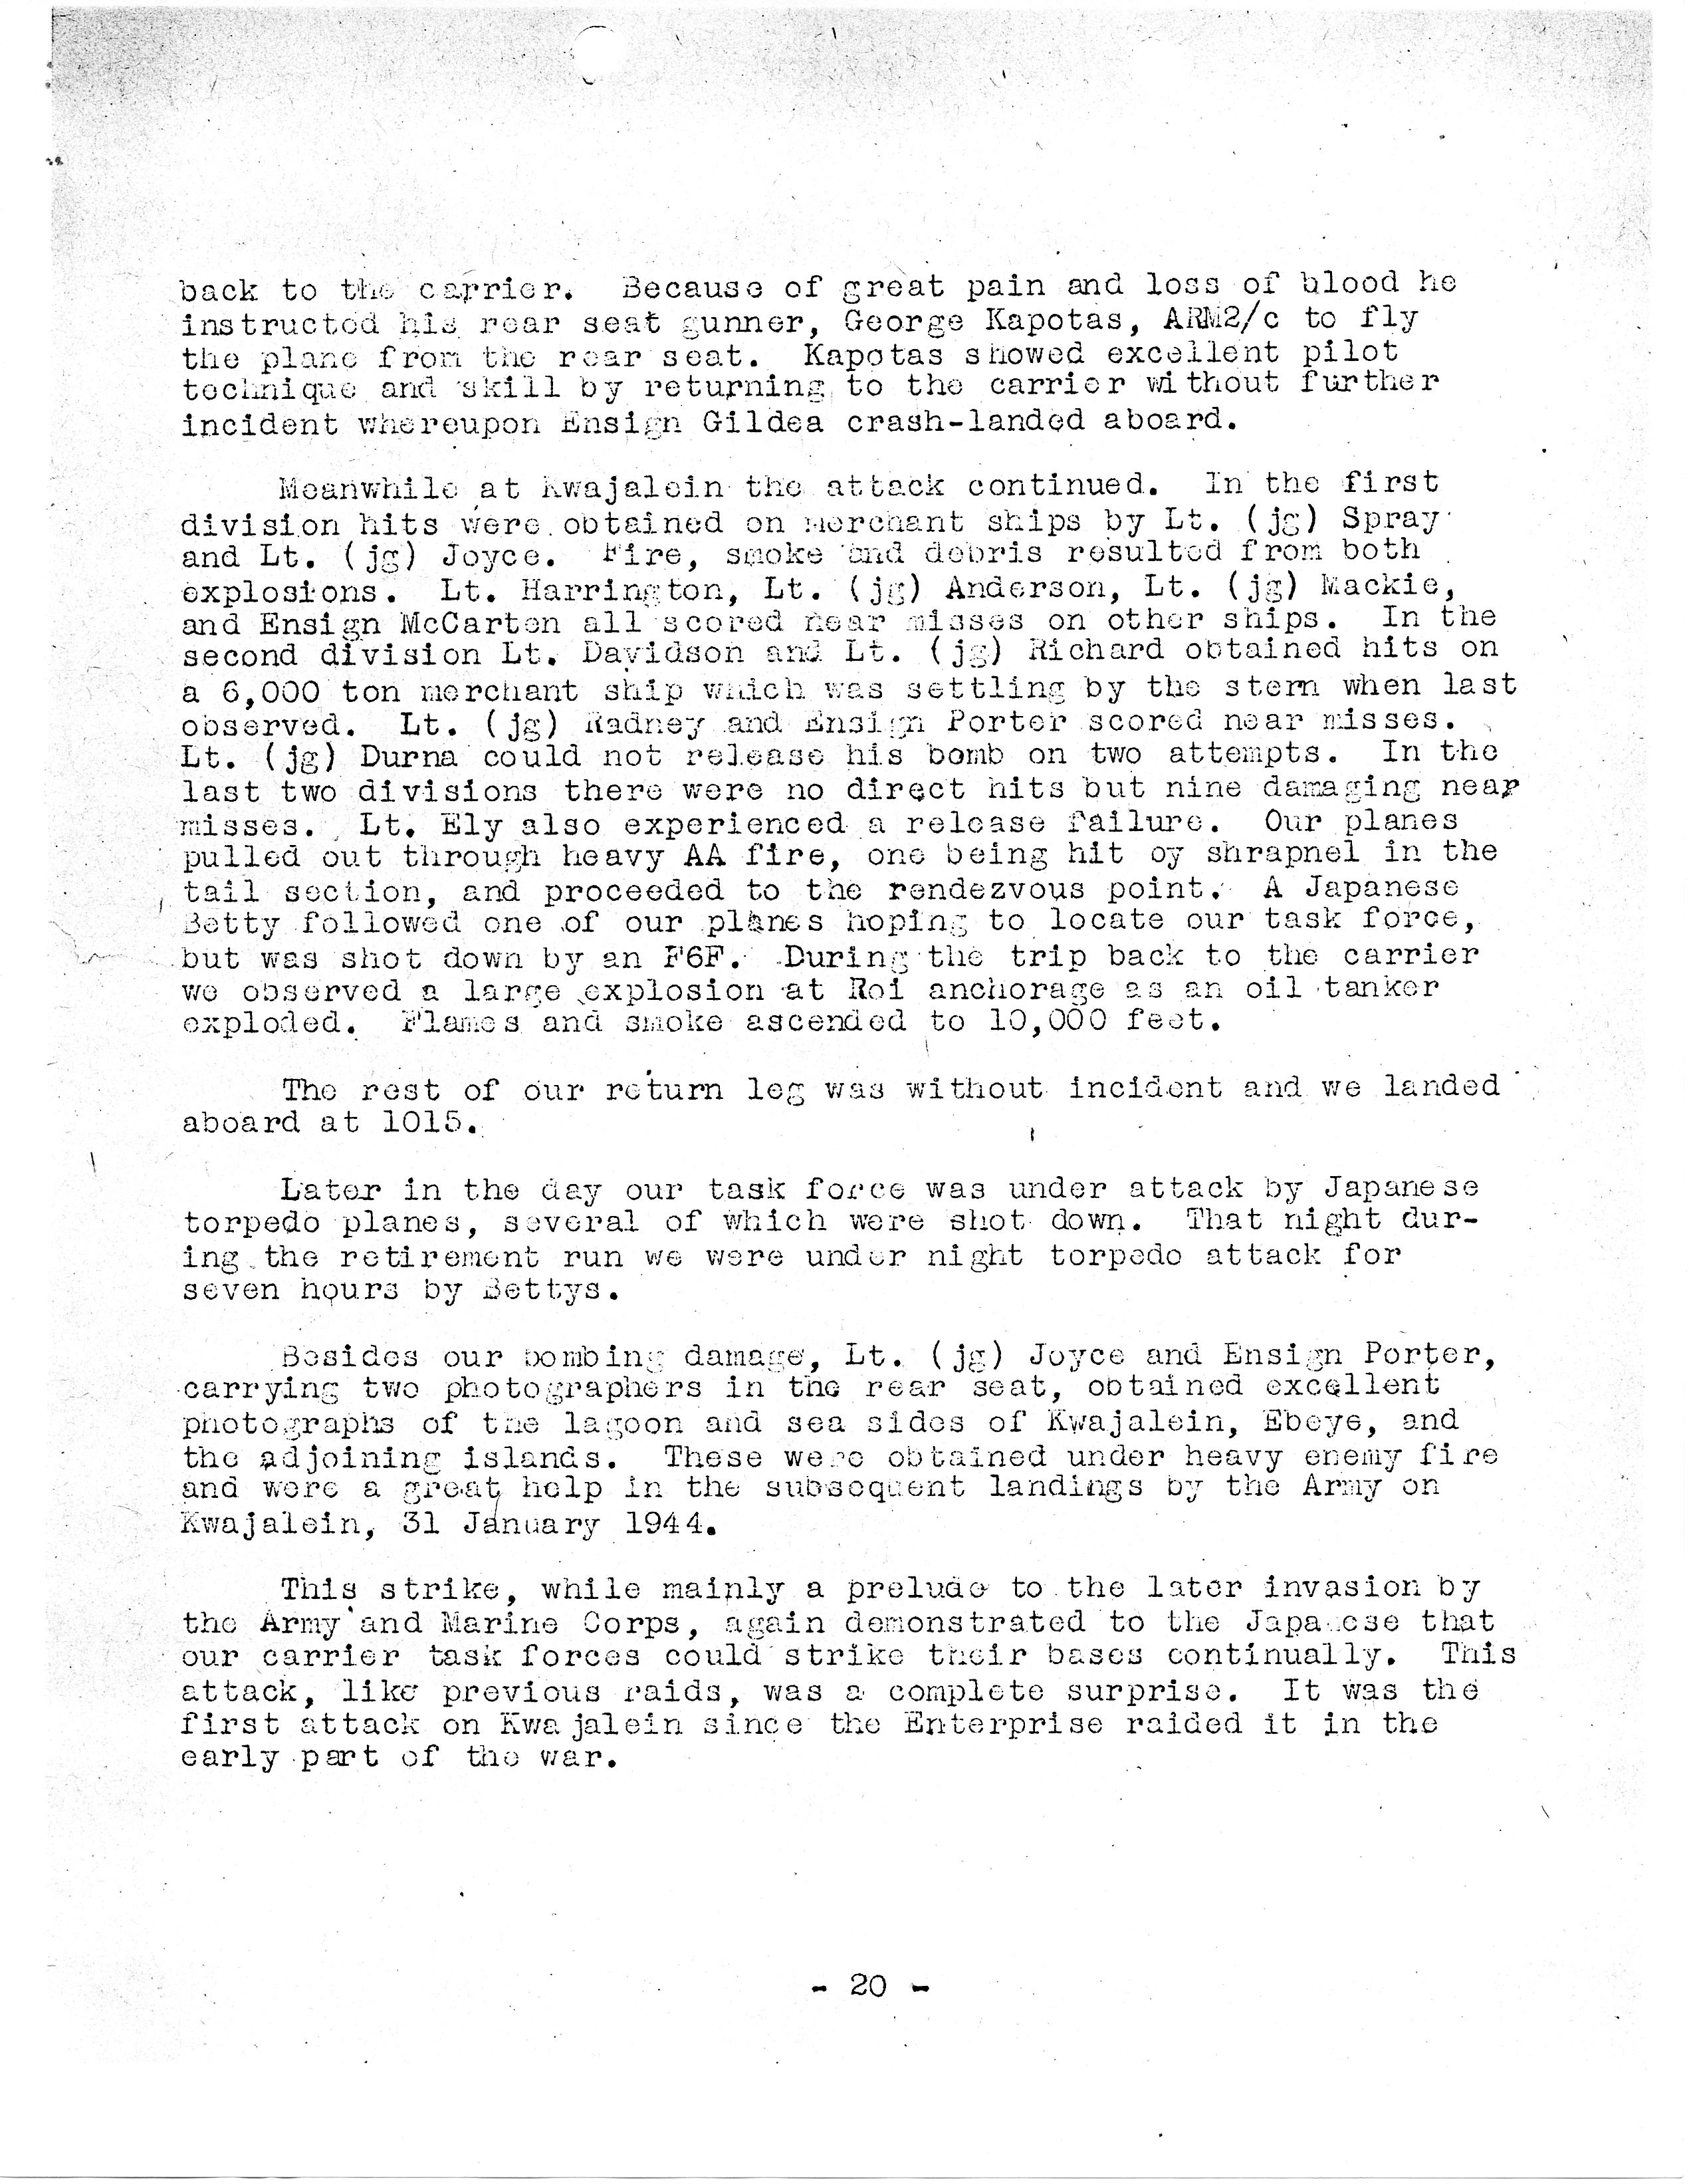 back to the carrier. Because of great pain and loss of blood he
instructed his rear seat gunner, George Kapotas, ARM2/c to fly
the plane from the rear seat. Kapotas showed excellent pilot
technique and skill by returning to the carrier without further
incident whereupon Ensign Gildea crash-landed aboard.
Meanwhile at Kwajalein the attack continued. In the first
division hits were obtained on merchant ships by Lt. (jg) Spray
and Lt. (jg) Joyce. Fire, smoke and debris resulted from both
explosions. Lt. Harrington, Lt. (jg) Anderson, Lt. (jg) Mackie,
and Ensign McCarten all scored near misses on other ships. In the
second division Lt. Davidson and Lt. (jg) Richard obtained hits on
a 6,000 ton merchant ship which was settling by the stern when last
observed. Lt. (jg) Radney and Ensign Porter scored near misses.
Lt. (jg) Durna could not release his bomb on two attempts. In the
last two divisions there were no direct hits but nine damaging near
misses. Lt. Ely also experienced a release failure. Our planes
pulled out through heavy AA fire, one being hit by shrapnel in the
tail section, and proceeded to the rendezvous point. A Japanese
Betty followed one of our planes hoping to locate our task force,
but was shot down by an F6F. During the trip back to the carrier
we observed a large explosion at Roi anchorage as an oil tanker
exploded. Flames and smoke ascended to 10,000 feet.
The rest of our return leg was without incident and we landed
aboard at 1015.
Later in the day our task force was under attack by Japanese
torpedo planes, several of which were shot down. That night dur-
ing the retirement run we were under night torpedo attack for
seven hours by Bettys.
Besides our bombing damage, Lt. (jg) Joyce and Ensign Porter,
carrying two photographers in the rear seat, obtained excellent
photographs of the lagoon and sea sides of Kwajalein, Ebeye, and
the adjoining islands. These were obtained under heavy enemy fire
and were a great help in the subsequent landings by the Army on
Kwajalein, 31 January 1944.
This strike, while mainly a prelude to the later invasion by
the Army and Marine Corps, again demonstrated to the Japanese that
our carrier task forces could strike their bases continually. This
attack, like previous raids, was a complete surprise. It was the
first attack on Kwajalein since the Enterprise raided it in the
early part of the war.
- 20 -